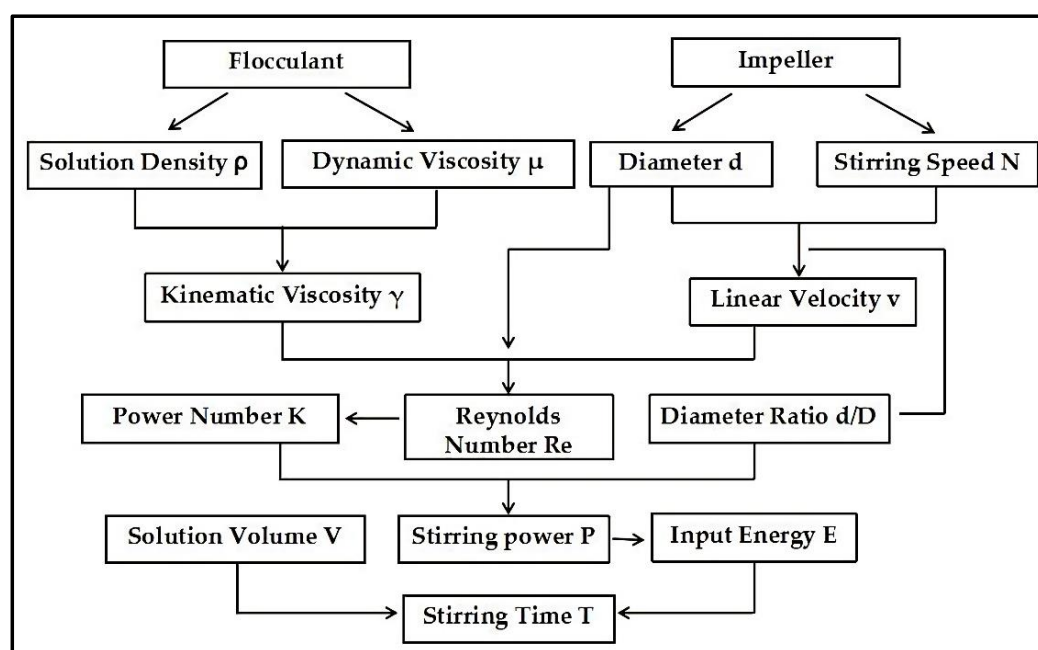 Flocculant
Impeller
Solution Density ρ
Dynamic Viscosity μ
Diameter d
Stirring Speed N
Kinematic Viscosity γ
Linear Velocity v
Power Number K
Reynolds
Number Re
Diameter Ratio d/D
Solution Volume V
Stirring power P
Input Energy E
Stirring Time T